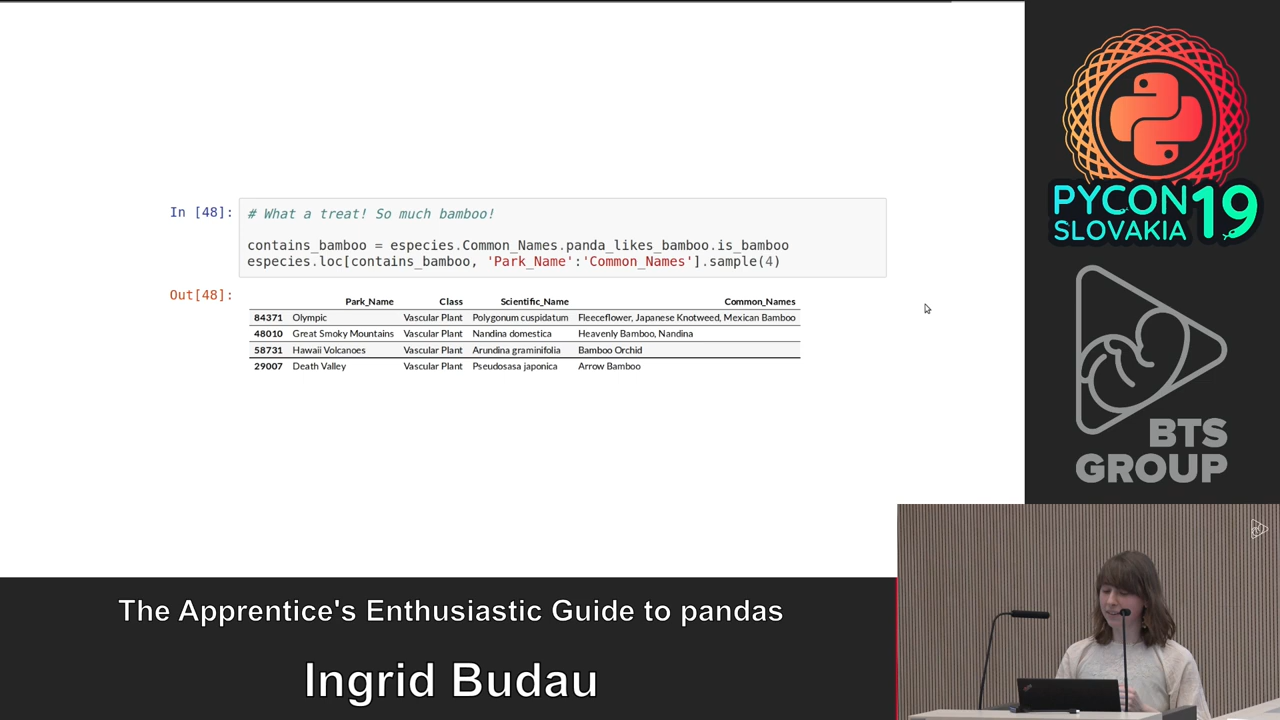 In [48]:
# What a treat! So much bamboo!
contains_bamboo = especies.Common_Names.panda_likes_bamboo.is_bamboo
especies.loc[contains_bamboo, 'Park_Name':'Common_Names'].sample(4)
Out[48]:
Park_Name Class Scientific_Name Common_Names
84371 Olympic Vascular Plant Polygonum cuspidatum Fleeceflower, Japanese Knotweed, Mexican Bamboo
48010 Great Smoky Mountains Vascular Plant Nandina domestica Heavenly Bamboo, Nandina
58731 Hawaii Volcanoes Vascular Plant Arundina graminifolia Bamboo Orchid
29007 Death Valley Vascular Plant Pseudosasa japonica Arrow Bamboo
PYCON 19
SLOVAKIA
BTS
GROUP
The Apprentice's Enthusiastic Guide to pandas
Ingrid Budau